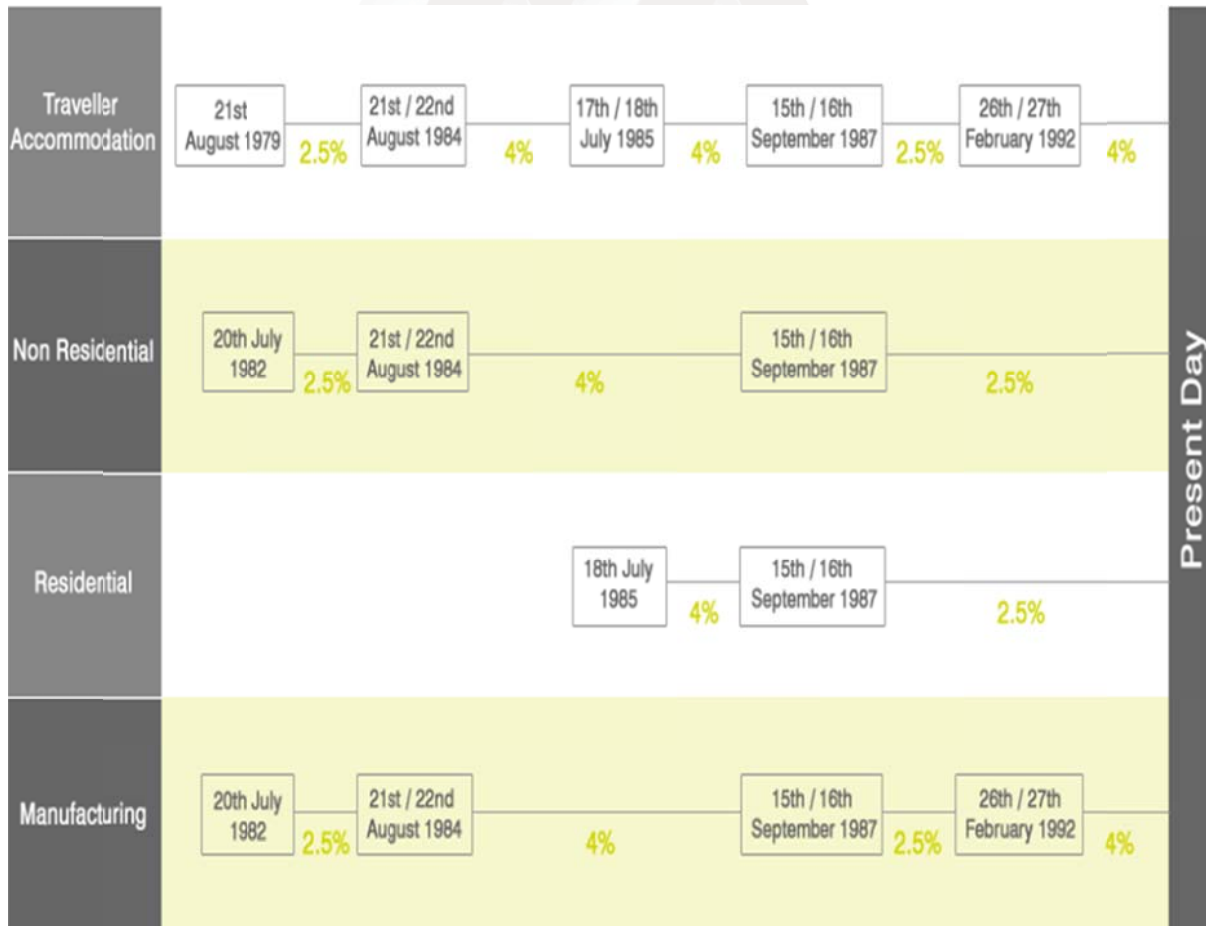 Traveller
Accommodation
21st
August 1979
2.5%
21st / 22nd
August 1984
4%
17th / 18th
July 1985
4%
15th / 16th
September 1987
2.5%
26th / 27th
February 1992
4%
Non Residential
20th July
1982
2.5%
21st / 22nd
August 1984
4%
15th / 16th
September 1987
2.5%
Residential
18th July
1985
4%
15th / 16th
September 1987
2.5%
Manufacturing
20th July
1982
2.5%
21st / 22nd
August 1984
4%
15th / 16th
September 1987
2.5%
26th / 27th
February 1992
4%
Present Day